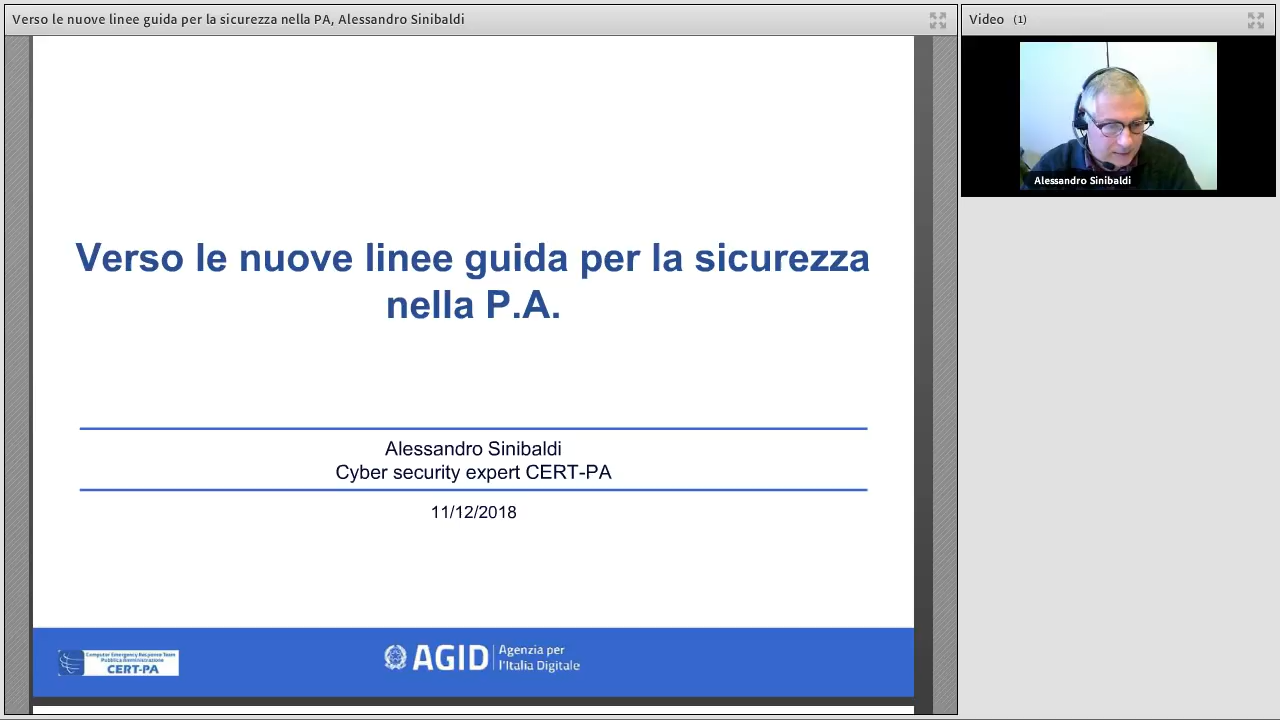 Verso le nuove linee guida per la sicurezza nella PA, Alessandro Sinibaldi
Video (1)
Alessandro Sinibaldi
Verso le nuove linee guida per la sicurezza
nella P.A.
Alessandro Sinibaldi
Cyber security expert CERT-PA
11/12/2018
Computer Emergency Response Team
Pubblica Amministrazione
CERT-PA
AGID
Agenzia per
l'Italia Digitale